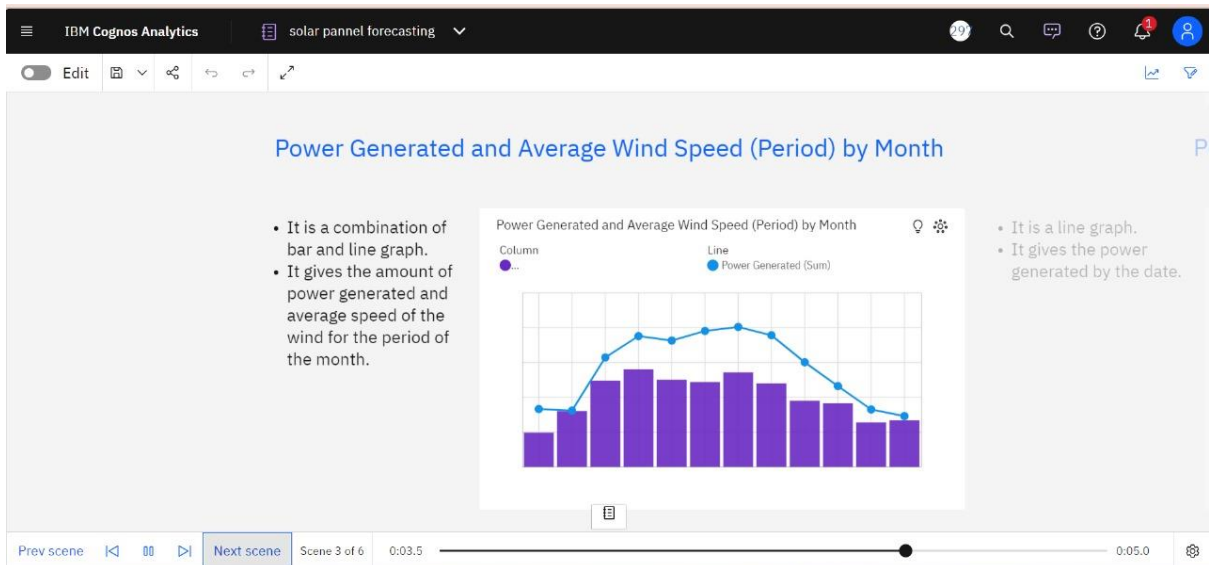 IBM Cognos Analytics
solar pannel forecasting
1
Edit
Power Generated and Average Wind Speed (Period) by Month
P
• It is a combination of
bar and line graph.
• It gives the amount of
power generated and
average speed of the
wind for the period of
the month.
Power Generated and Average Wind Speed (Period) by Month
Column
...
Line
Power Generated (Sum)
• It is a line graph.
• It gives the power
generated by the date.
Prev scene
Next scene
Scene 3 of 6
0:03.5
0:05.0